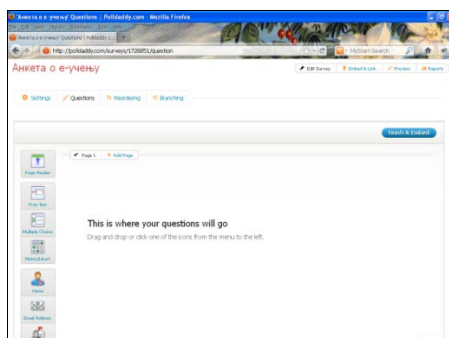 'Анкета о е-учењу' Questions | Polldaddy.com - Mozilla Firefox
http://polldaddy.com/surveys/1728851/question
MyStart Search
Анкета о е-учењу
Edit Survey
Embed & Link
Preview
Reports
Settings
Questions
Reordering
Branching
Finish & Embed
Page Header
Page 1
Add Page
Free Text
Multiple Choice
Matrix/Likert
Name
Email Address
This is where your questions will go
Drag and drop or click one of the icons from the menu to the left.